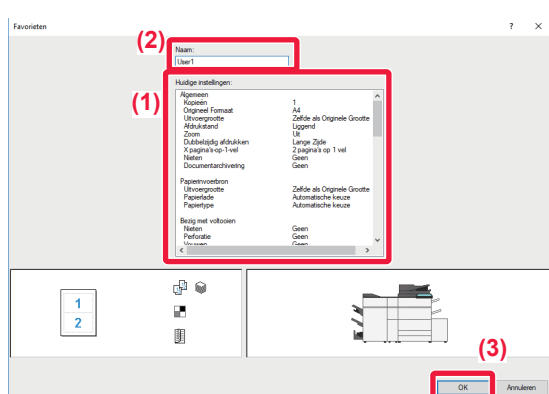 Favorieten
? ×
(2)
Naam:
User1
(1)
Huidige instellingen:
Algemeen
Kopieën 1
Origineel Formaat A4
Uitvoergrootte Zelfde als Originele Grootte
Afdrukstand Liggend
Zoom Uit
Dubbelzijdig afdrukken Lange Zijde
X pagina's-op-1-vel 2 pagina's op 1 vel
Nieten Geen
Documentarchivering Geen
Papierinvoerbron
Uitvoergrootte Zelfde als Originele Grootte
Papierlade Automatische keuze
Papiertype Automatische keuze
Bezig met voltooien
Nieten Geen
Perforatie Geen
Vouwen Geen
1
2
(3)
OK Annuleren